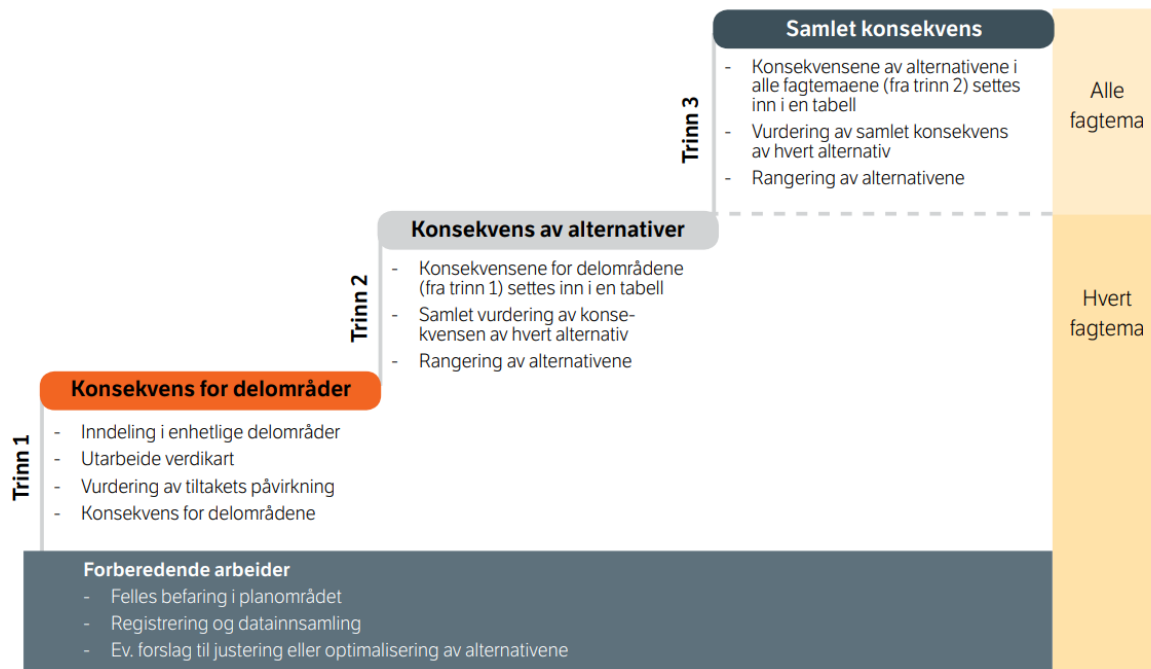 Samlet konsekvens
- Konsekvensene av alternativene i
alle fagtemaene (fra trinn 2) settes
inn i en tabell
- Vurdering av samlet konsekvens
av hvert alternativ
- Rangering av alternativene
Trinn 3
Alle
fagtema
Konsekvens av alternativer
- Konsekvensene for delområdene
(fra trinn 1) settes inn i en tabell
- Samlet vurdering av konse-
kvensen av hvert alternativ
- Rangering av alternativene
Trinn 2
Hvert
fagtema
Konsekvens for delområder
- Inndeling i enhetlige delområder
- Utarbeide verdikart
- Vurdering av tiltakets påvirkning
- Konsekvens for delområdene
Trinn 1
Forberedende arbeider
- Felles befaring i planområdet
- Registrering og datainnsamling
- Ev. forslag til justering eller optimalisering av alternativene